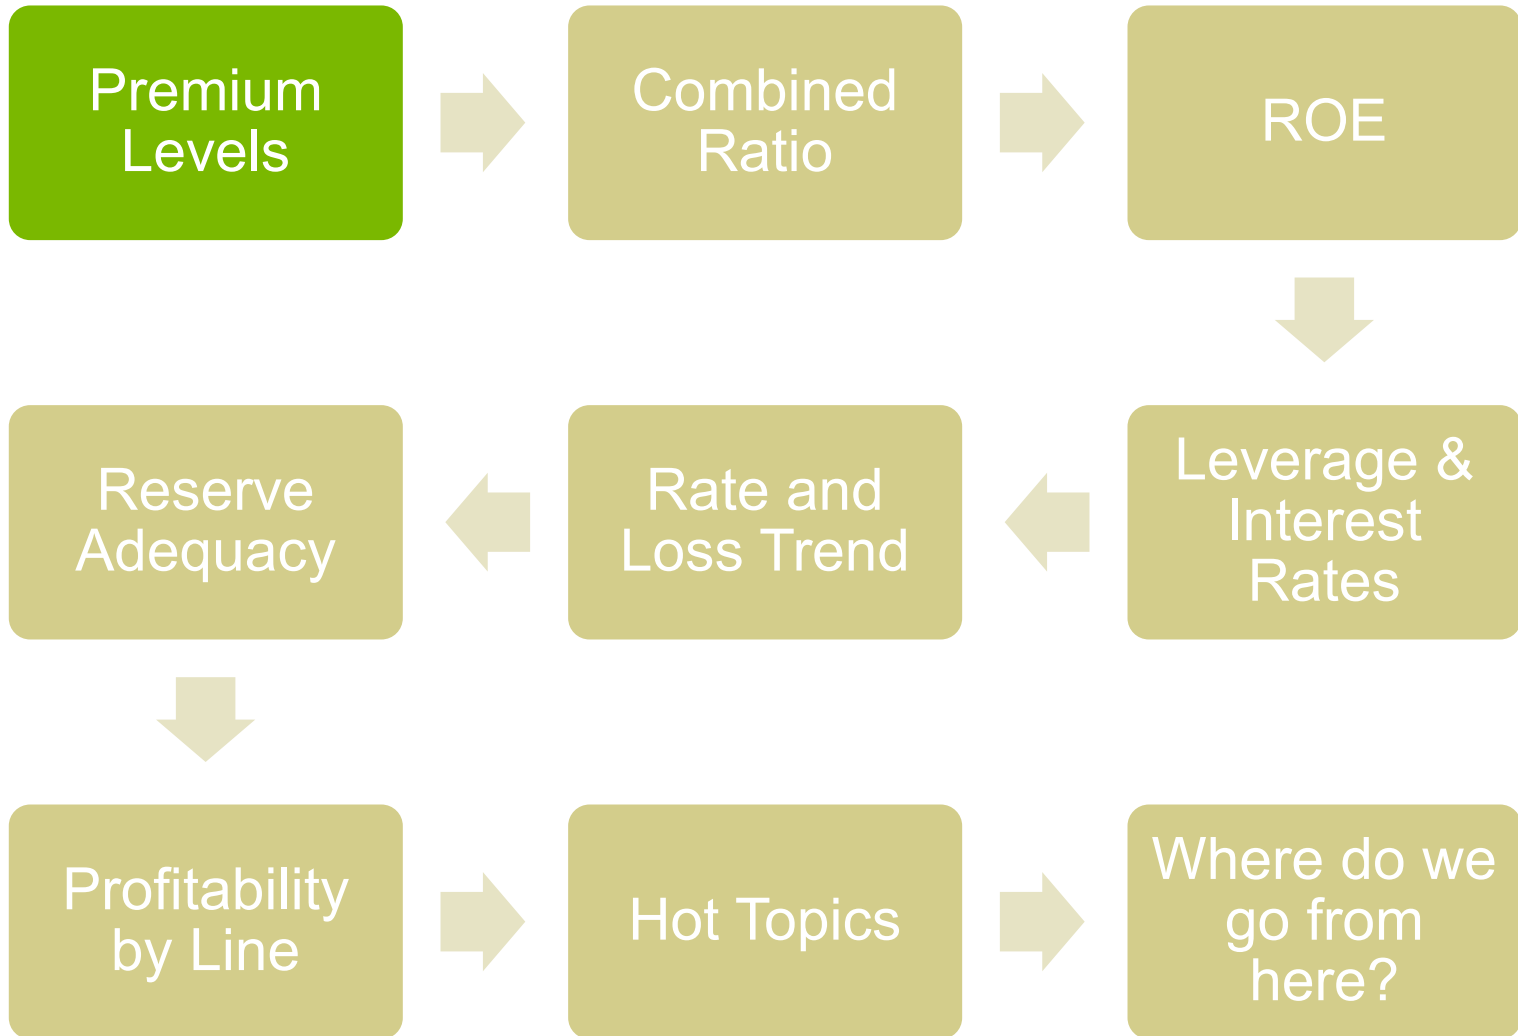 Premium
Levels
Combined
Ratio
ROE
Leverage &
Interest
Rates
Rate and
Loss Trend
Reserve
Adequacy
Profitability
by Line
Hot Topics
Where do we
go from
here?